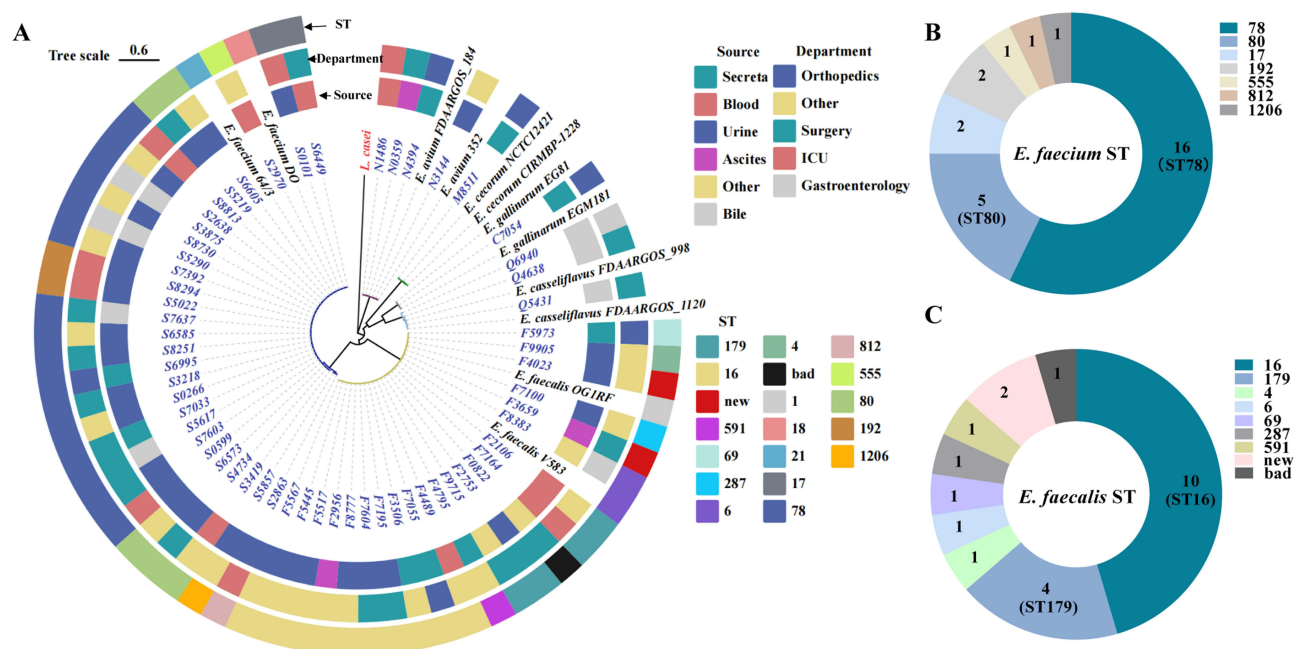 A
Tree scale 0.6
ST
Department
Source
L. casei
N1486
N0359
N4394
E. avium FDAARGOS_184
N3144
E. avium 352
M8511
E. cecorum NCTC12421
E. cecorum CIRMBP-1228
E. gallinarum EG81
C7054
E. gallinarum EGM181
Q6940
Q4638
E. casseliflavus FDAARGOS_998
Q5431
E. casseliflavus FDAARGOS_1120
F5973
F9905
F4023
E. faecalis OG1RF
F7100
F3659
F8383
E. faecalis V583
F2106
F7164
F0822
F2753
F9715
F4795
F4489
F7055
F3506
F7195
F7604
F8777
F2956
F5517
F5445
F3567
S2863
S5857
S3419
S4734
S6573
S0599
S7603
S5617
S7033
S0266
S3218
S6995
S8251
S6585
S7637
S5022
S8294
S7392
S5290
S8730
S3875
S2638
S8813
S5219
S6605
E. faecium 64/3
S2970
E. faecium DO
S0101
S6449
Source
Secreta
Blood
Urine
Ascites
Other
Bile
Department
Orthopedics
Other
Surgery
ICU
Gastroenterology
ST
179
16
new
591
69
287
6
4
bad
1
18
21
17
78
812
555
80
192
1206
B
E. faecium ST
16
(ST78)
5
(ST80)
2
2
1
1
1
78
80
17
192
555
812
1206
C
E. faecalis ST
10
(ST16)
4
(ST179)
1
1
1
1
1
2
1
16
179
4
6
69
287
591
new
bad